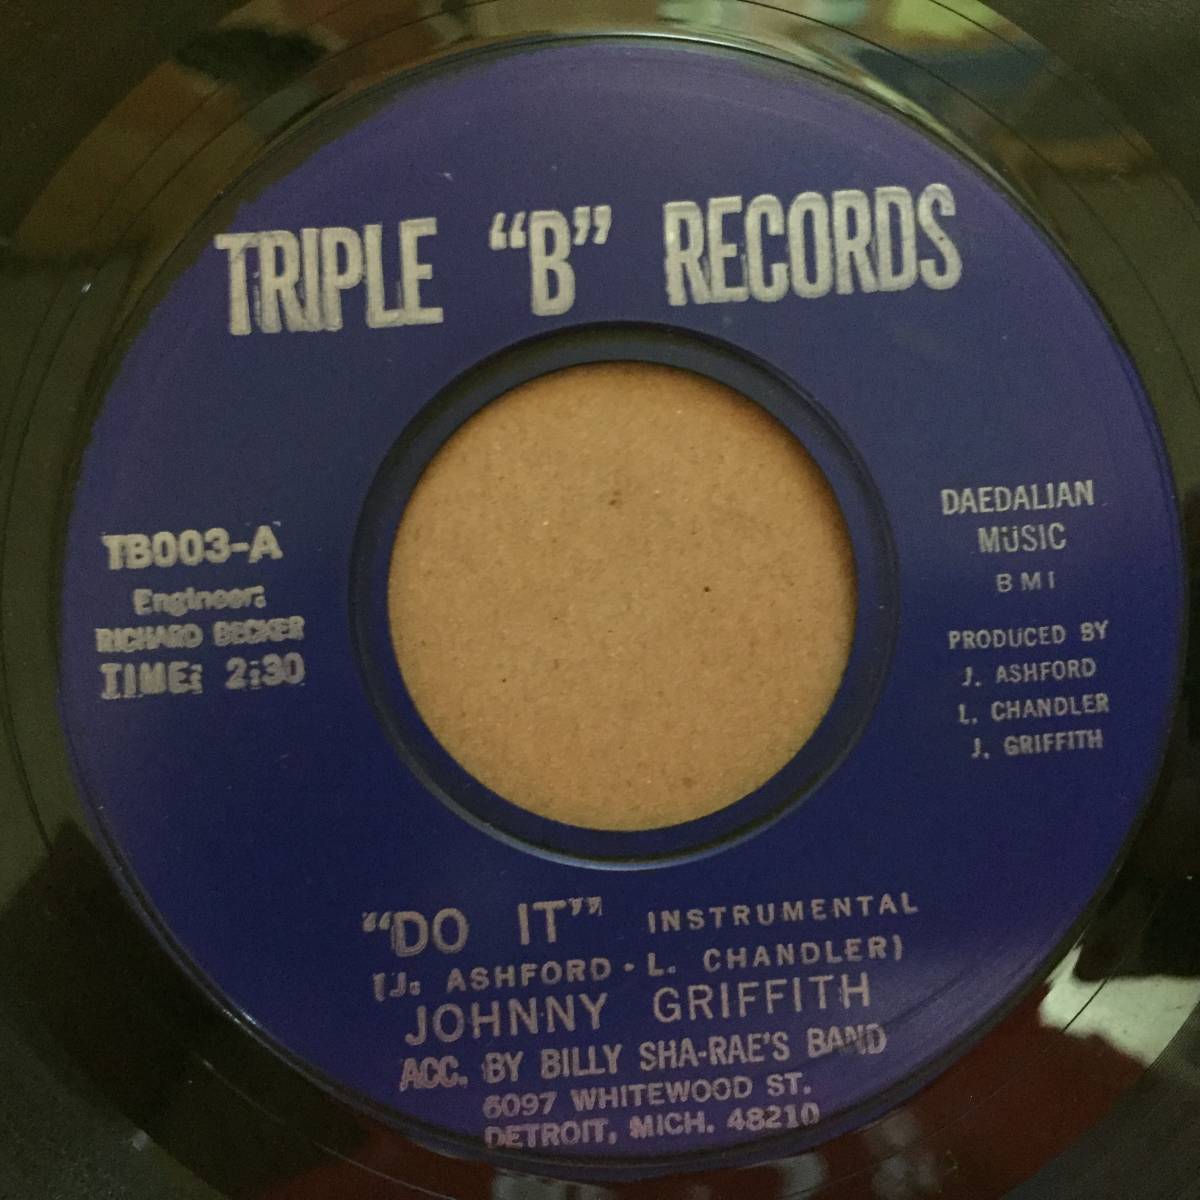 TRIPLE “B” RECORDS
TB003-A
Engineer:
RICHARD BECKER
TIME: 2:30
DAEDALIAN
MUSIC
BMI
PRODUCED BY
J. ASHFORD
L. CHANDLER
J. GRIFFITH
“DO IT” INSTRUMENTAL
(J. ASHFORD · L. CHANDLER)
JOHNNY GRIFFITH
ACC. BY BILLY SHA-RAE'S BAND
6097 WHITEWOOD ST.
DETROIT, MICH. 48210